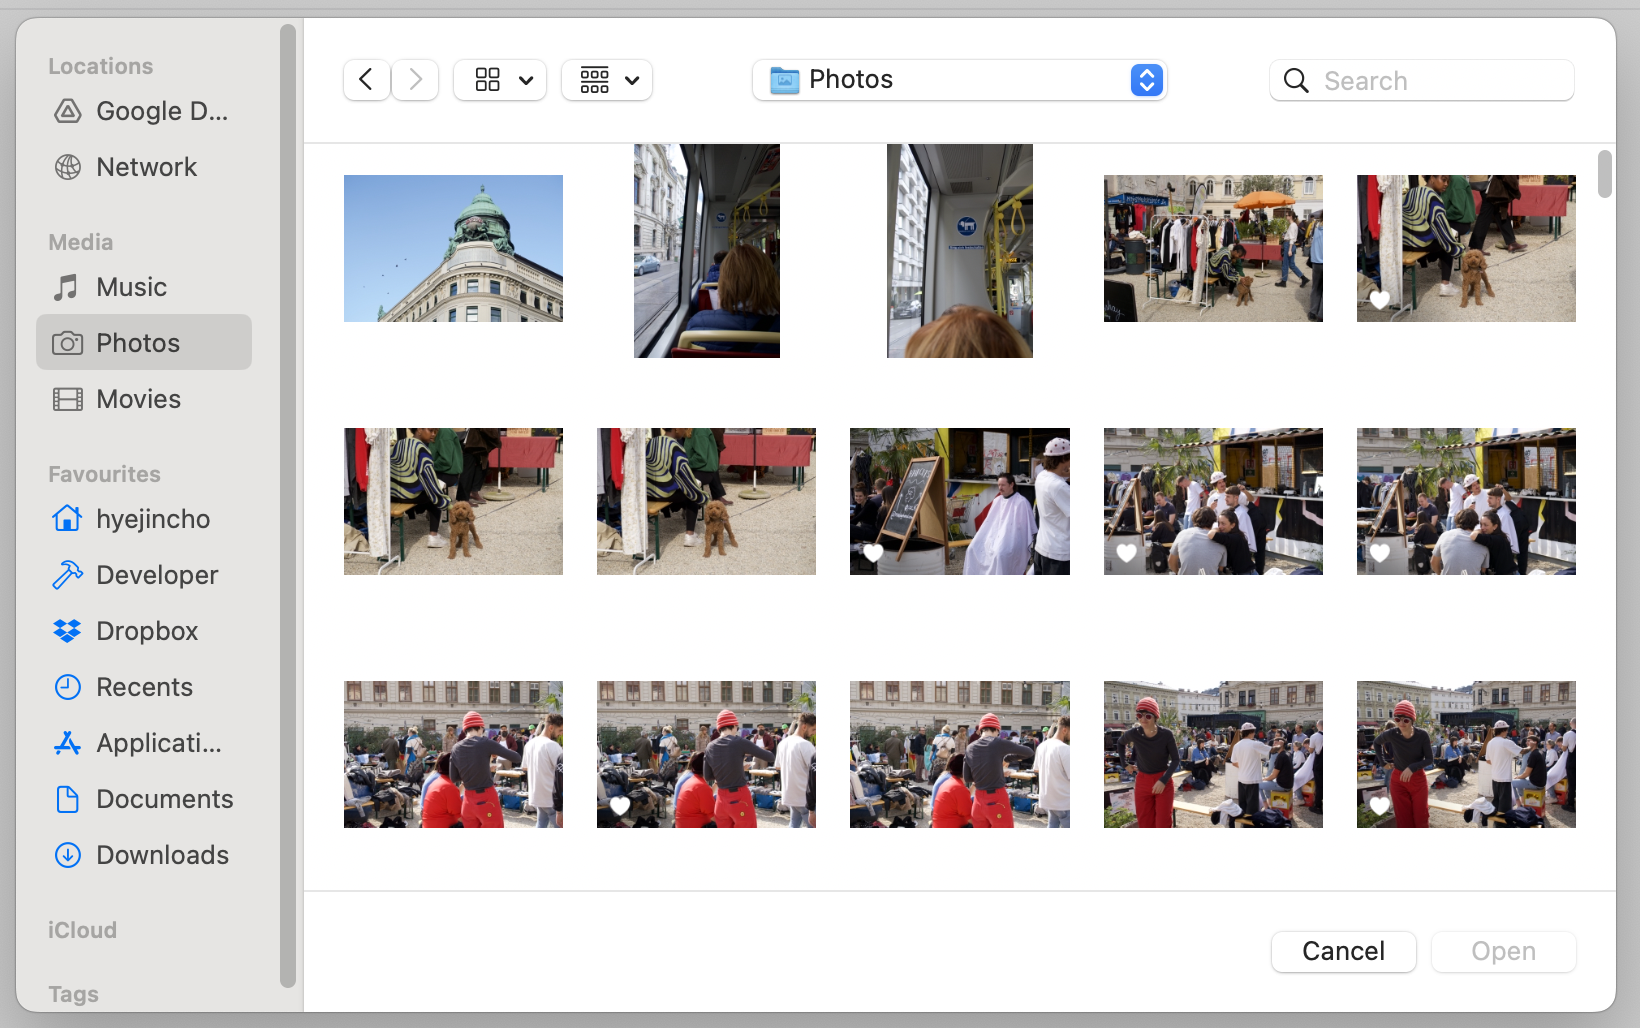 Locations
Google D...
Network
Media
Music
Photos
Movies
Favourites
hyejincho
Developer
Dropbox
Recents
Applicati...
Documents
Downloads
iCloud
Tags
Photos
Search
Cancel
Open